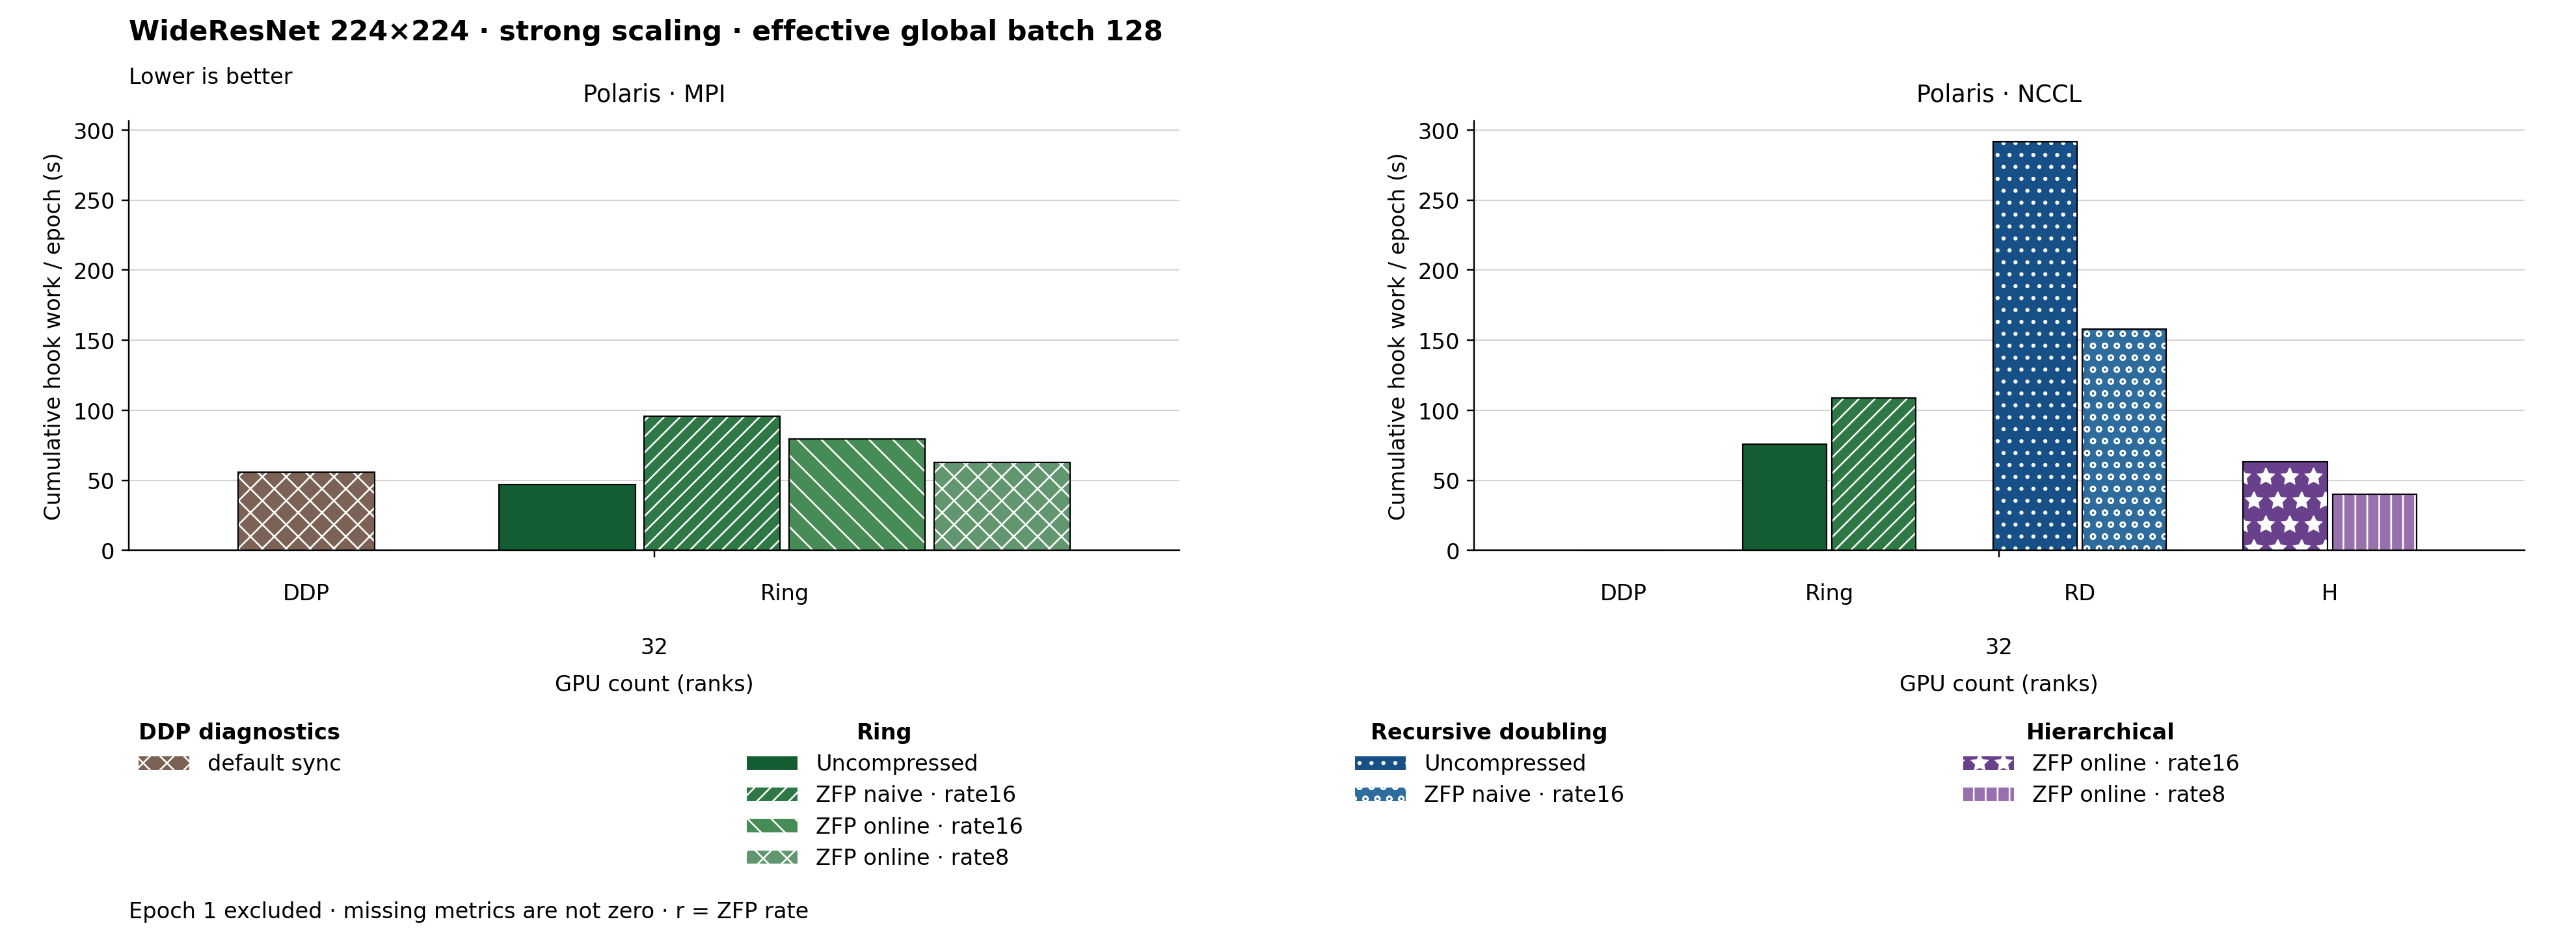 WideResNet 224×224 · strong scaling · effective global batch 128
Lower is better
Polaris · MPI
Cumulative hook work / epoch (s)
300
250
200
150
100
50
0
DDP
Ring
32
GPU count (ranks)
Polaris · NCCL
Cumulative hook work / epoch (s)
300
250
200
150
100
50
0
DDP
Ring
RD
H
32
GPU count (ranks)
DDP diagnostics
default sync
Ring
Uncompressed
ZFP naive · rate16
ZFP online · rate16
ZFP online · rate8
Recursive doubling
Uncompressed
ZFP naive · rate16
Hierarchical
ZFP online · rate16
ZFP online · rate8
Epoch 1 excluded · missing metrics are not zero · r = ZFP rate